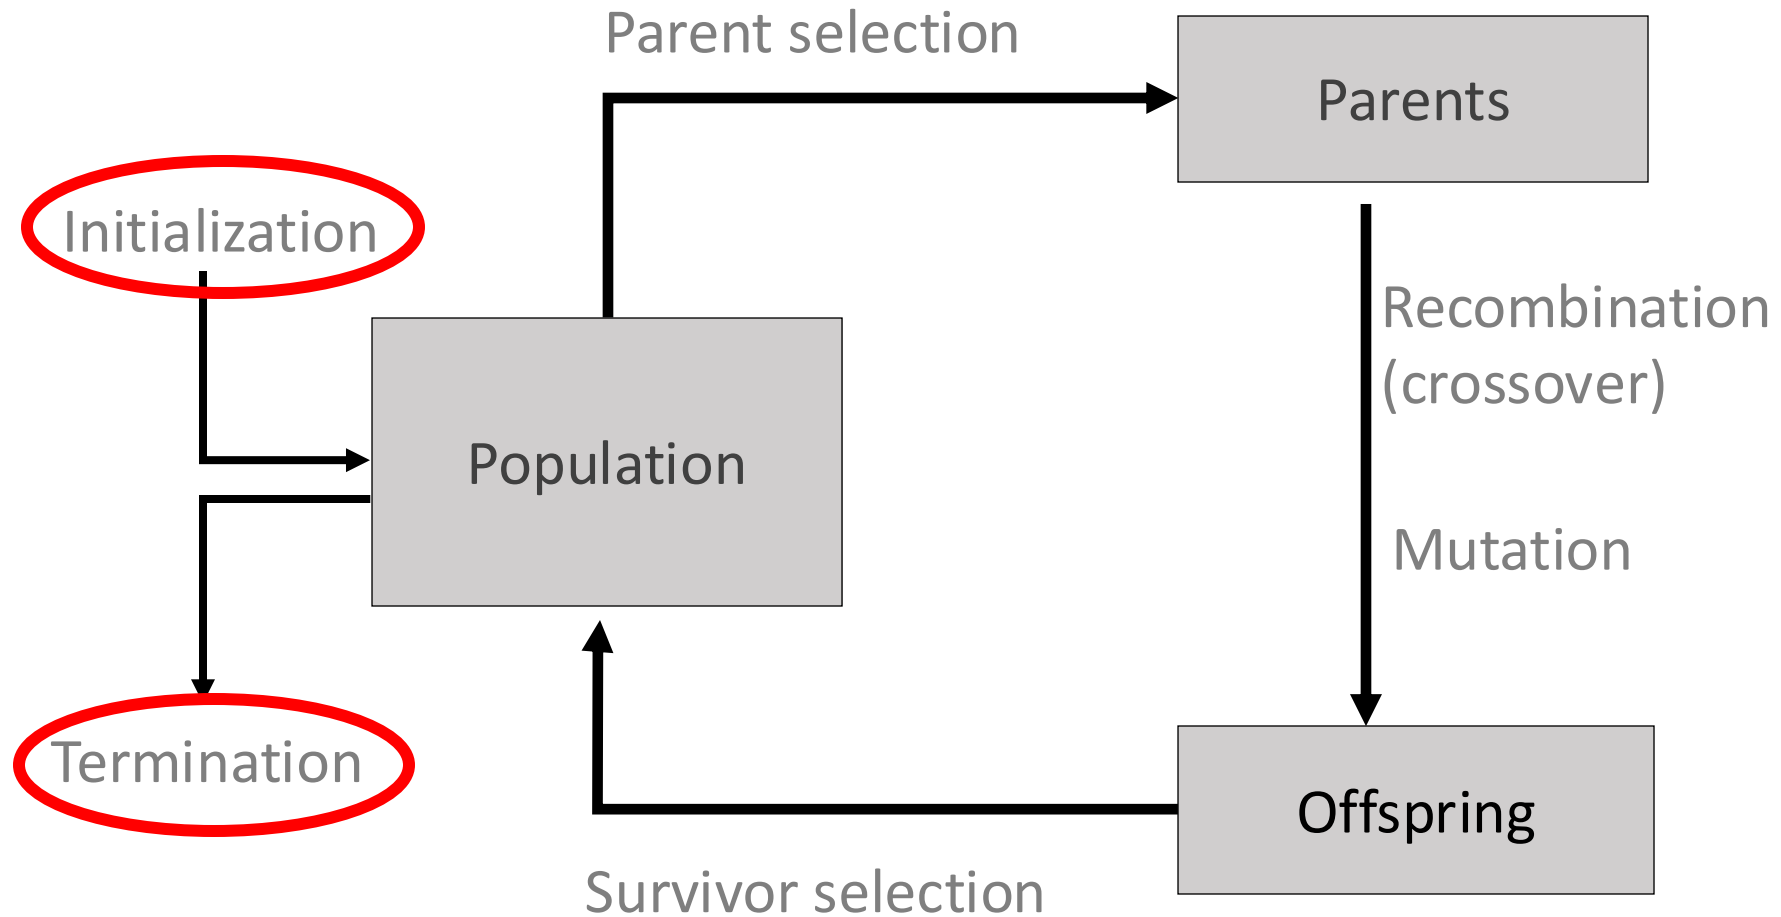 Parent selection
Parents
Initialization
Recombination
(crossover)
Population
Mutation
Termination
Offspring
Survivor selection